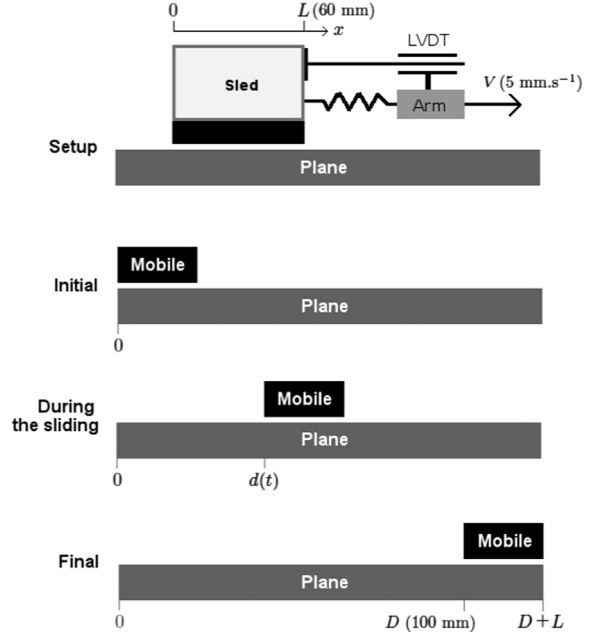 0 L (60 mm)
x
LVDT
Sled
V (5 mm.s⁻¹)
Arm
Setup
Plane
Mobile
Initial
Plane
0
Mobile
During
the sliding
Plane
0 d(t)
Mobile
Final
Plane
0 D (100 mm) D+L